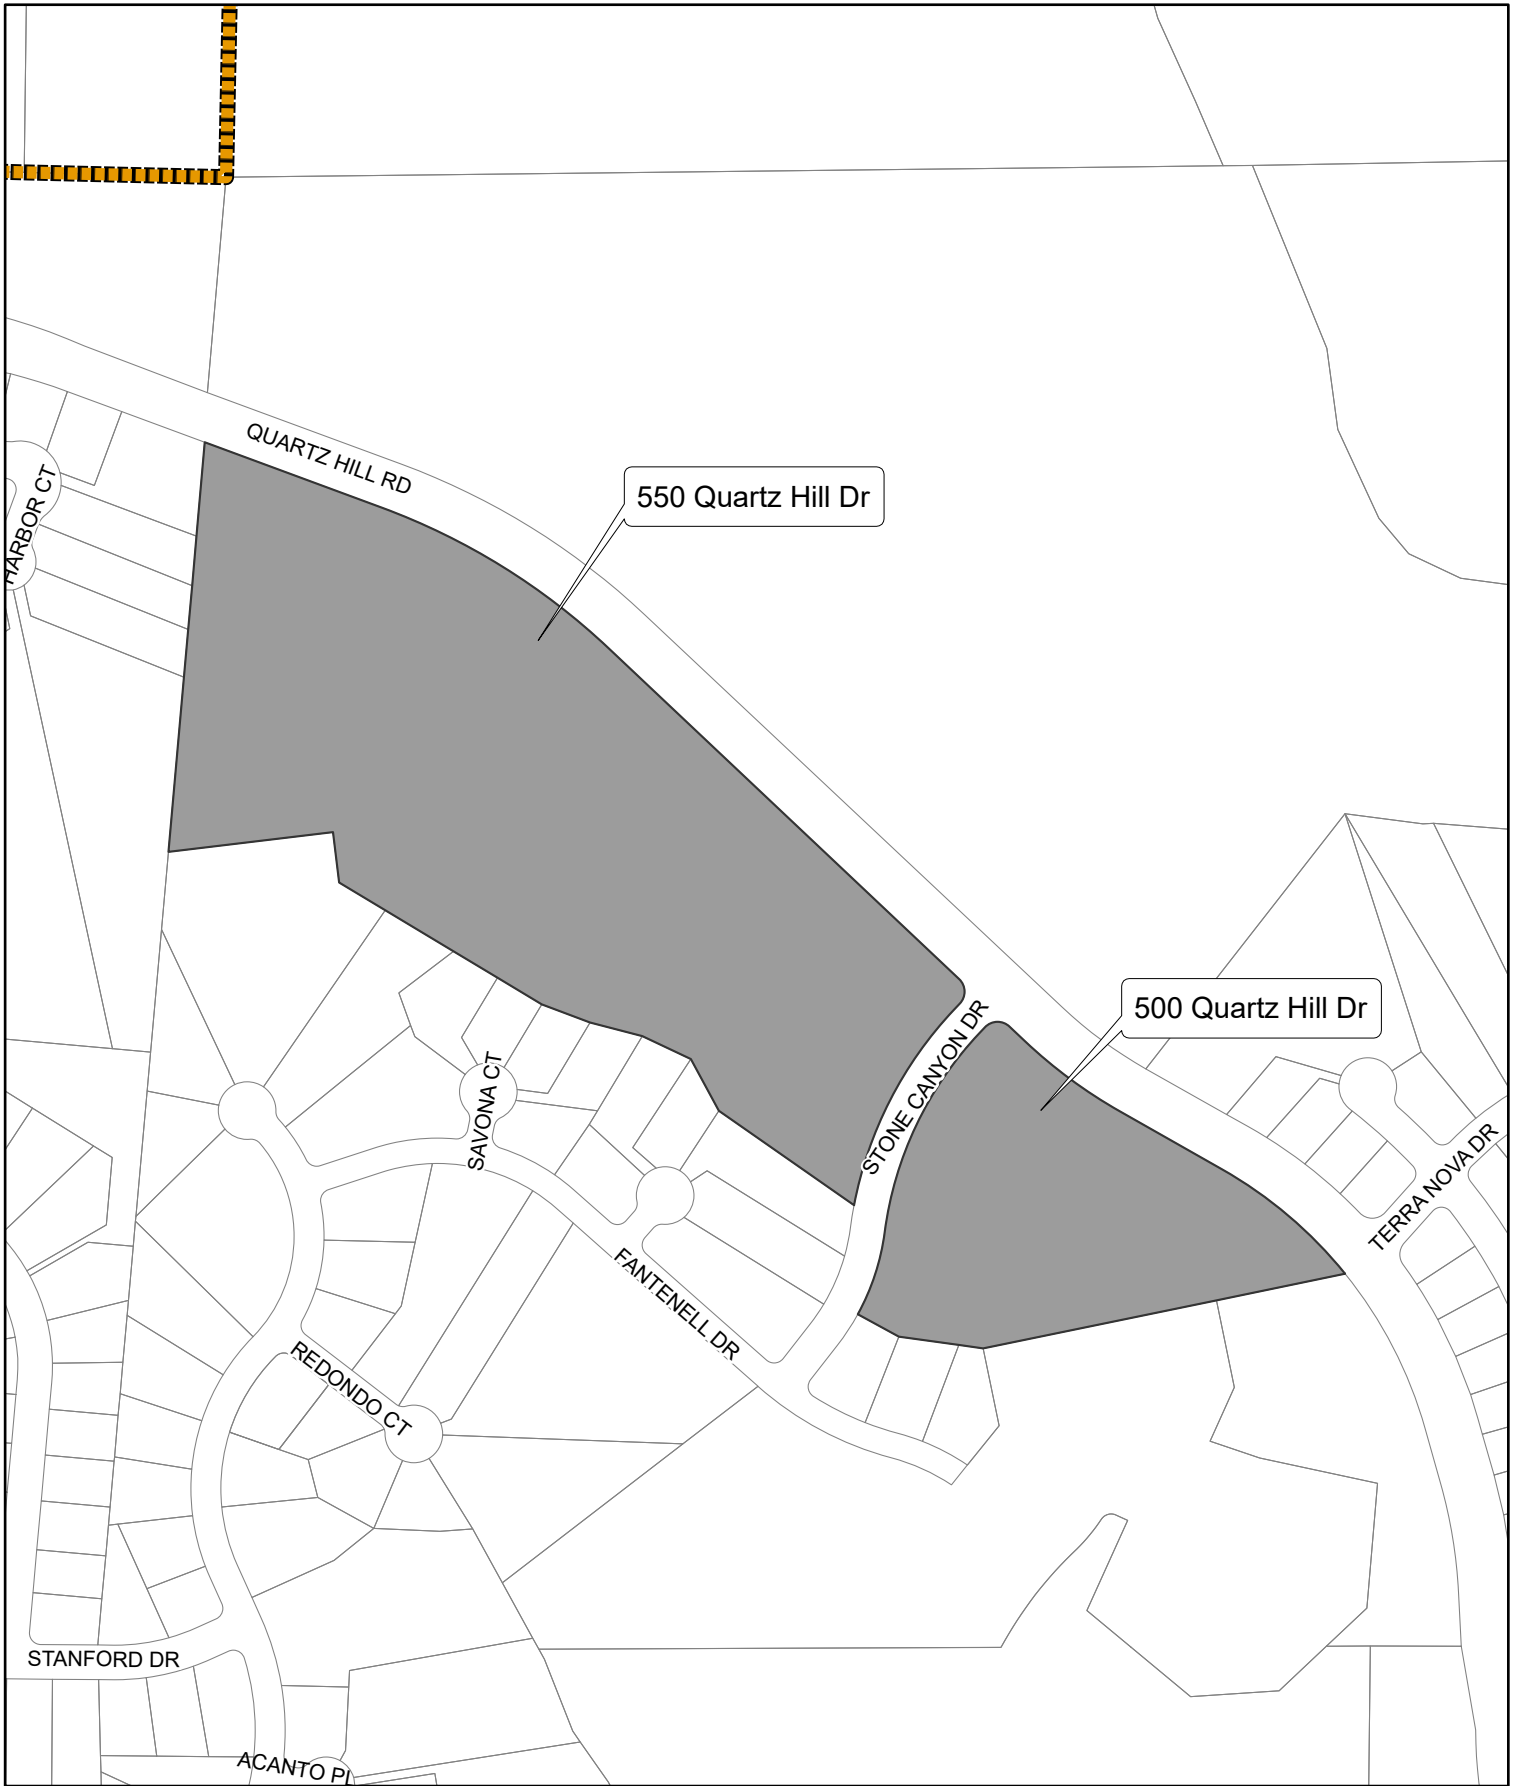 QUARTZ HILL RD
550 Quartz Hill Dr
HARBOR CT
500 Quartz Hill Dr
STONE CANYON DR
SAVONA CT
TERRA NOVA DR
FANTENELL DR
REDONDO CT
STANFORD DR
ACANTO PL